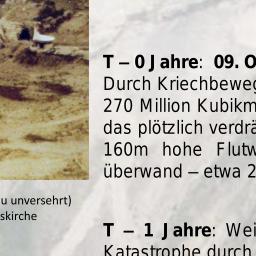 T – 0 Jahre: 09. O
Durch Kriechbeweg
270 Million Kubikm
das plötzlich verdrä
160m hohe Flutw
überwand – etwa 2
u unversehrt)
skirche
T – 1 Jahre: Wei
Katastrophe durch